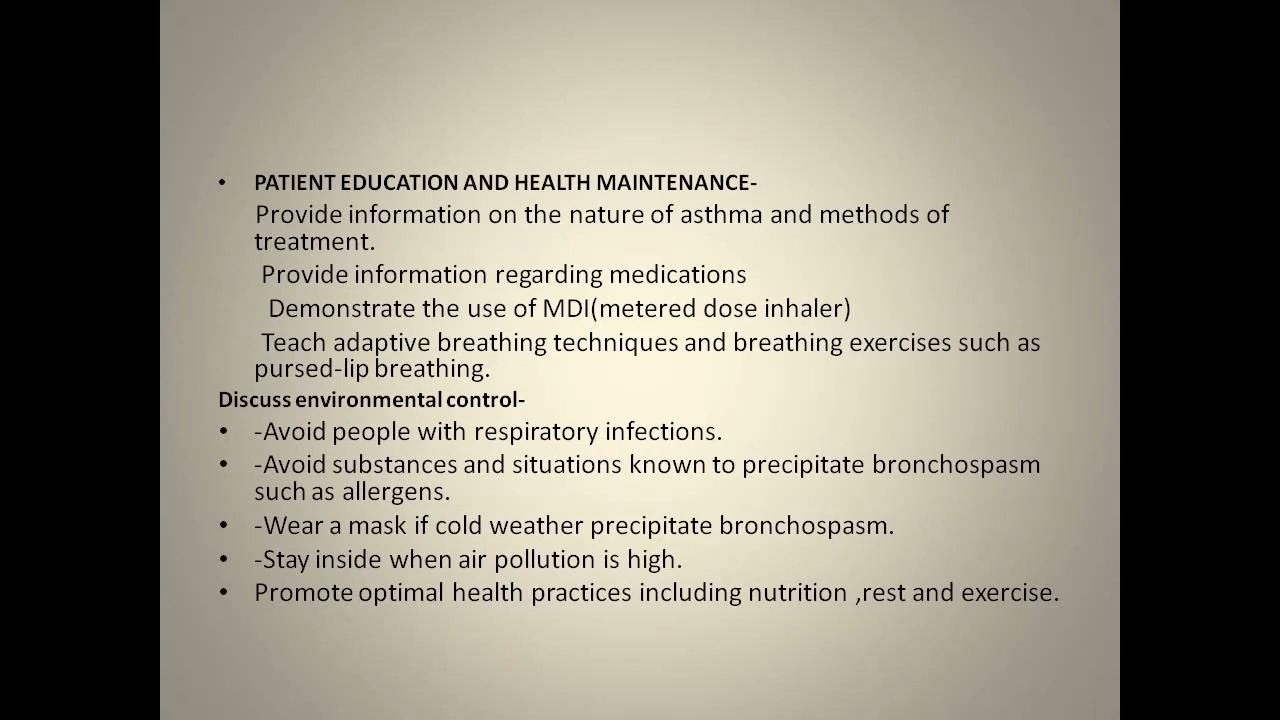 • PATIENT EDUCATION AND HEALTH MAINTENANCE-
Provide information on the nature of asthma and methods of
treatment.
Provide information regarding medications
Demonstrate the use of MDI(metered dose inhaler)
Teach adaptive breathing techniques and breathing exercises such as
pursed-lip breathing.
Discuss environmental control-
• -Avoid people with respiratory infections.
• -Avoid substances and situations known to precipitate bronchospasm
such as allergens.
• -Wear a mask if cold weather precipitate bronchospasm.
• -Stay inside when air pollution is high.
• Promote optimal health practices including nutrition ,rest and exercise.